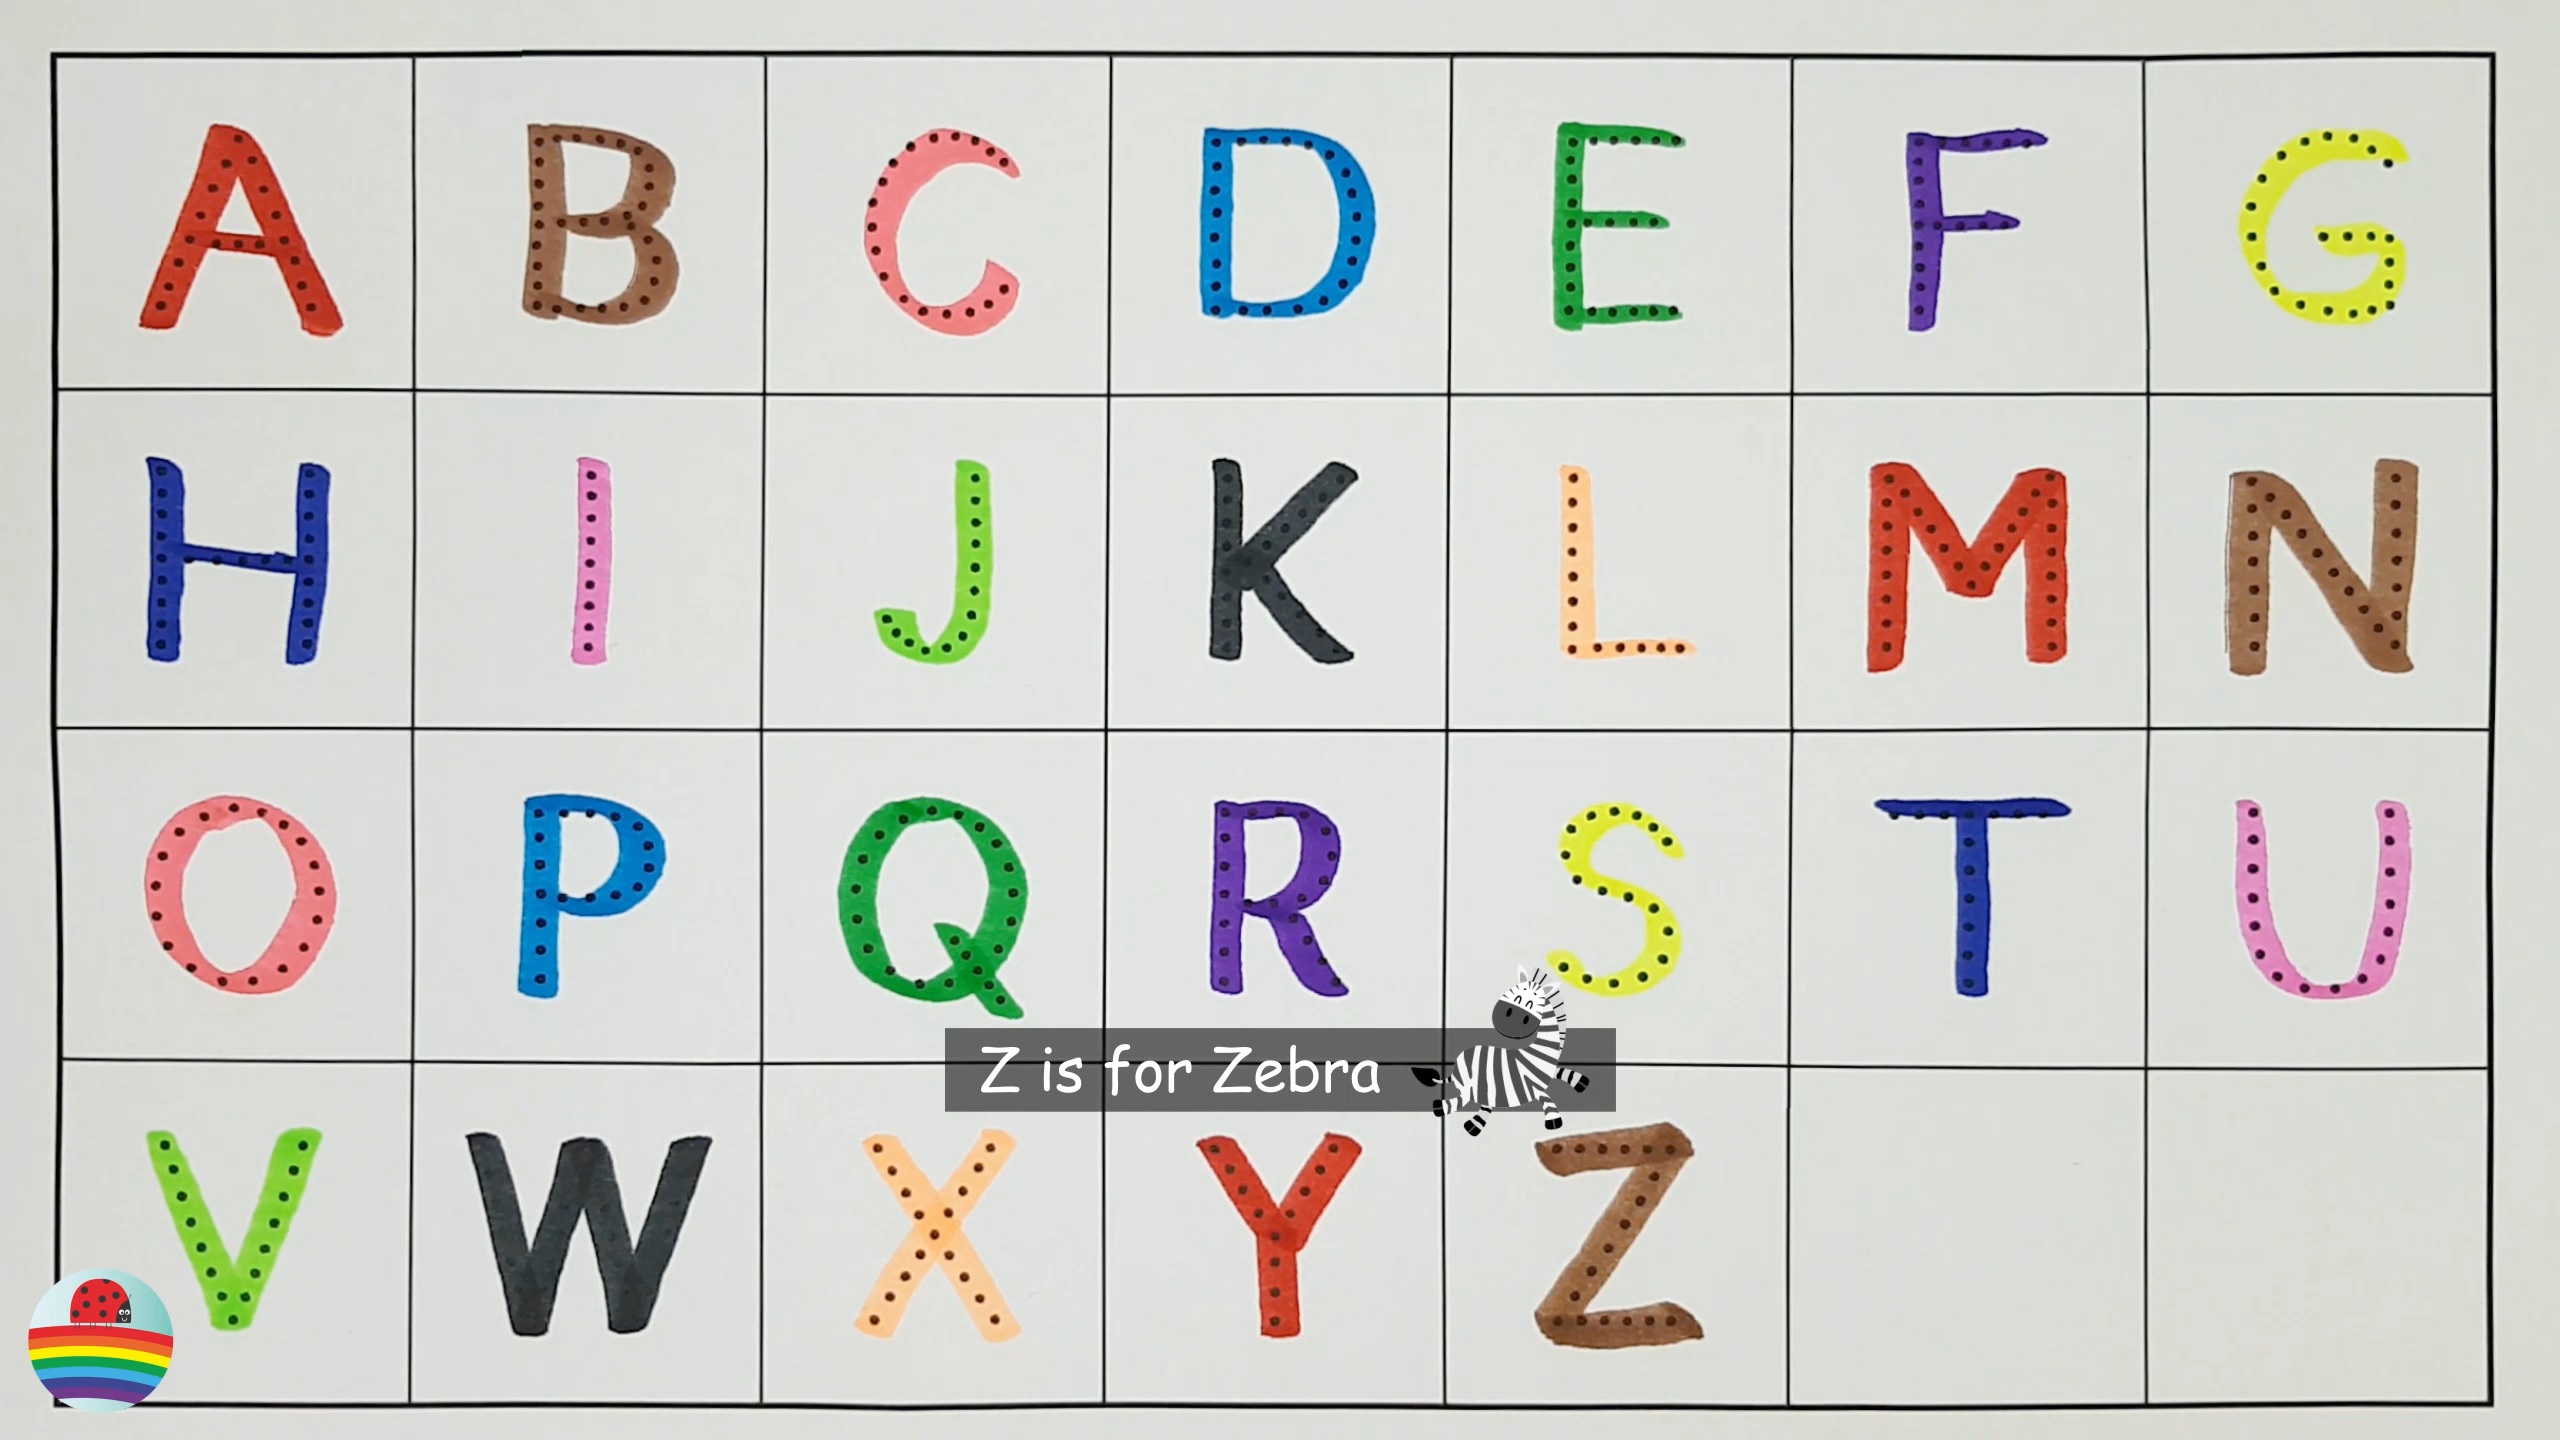 A B C D E F G
H I J K L M N
O P Q R S T U
Z is for Zebra
V W X Y Z